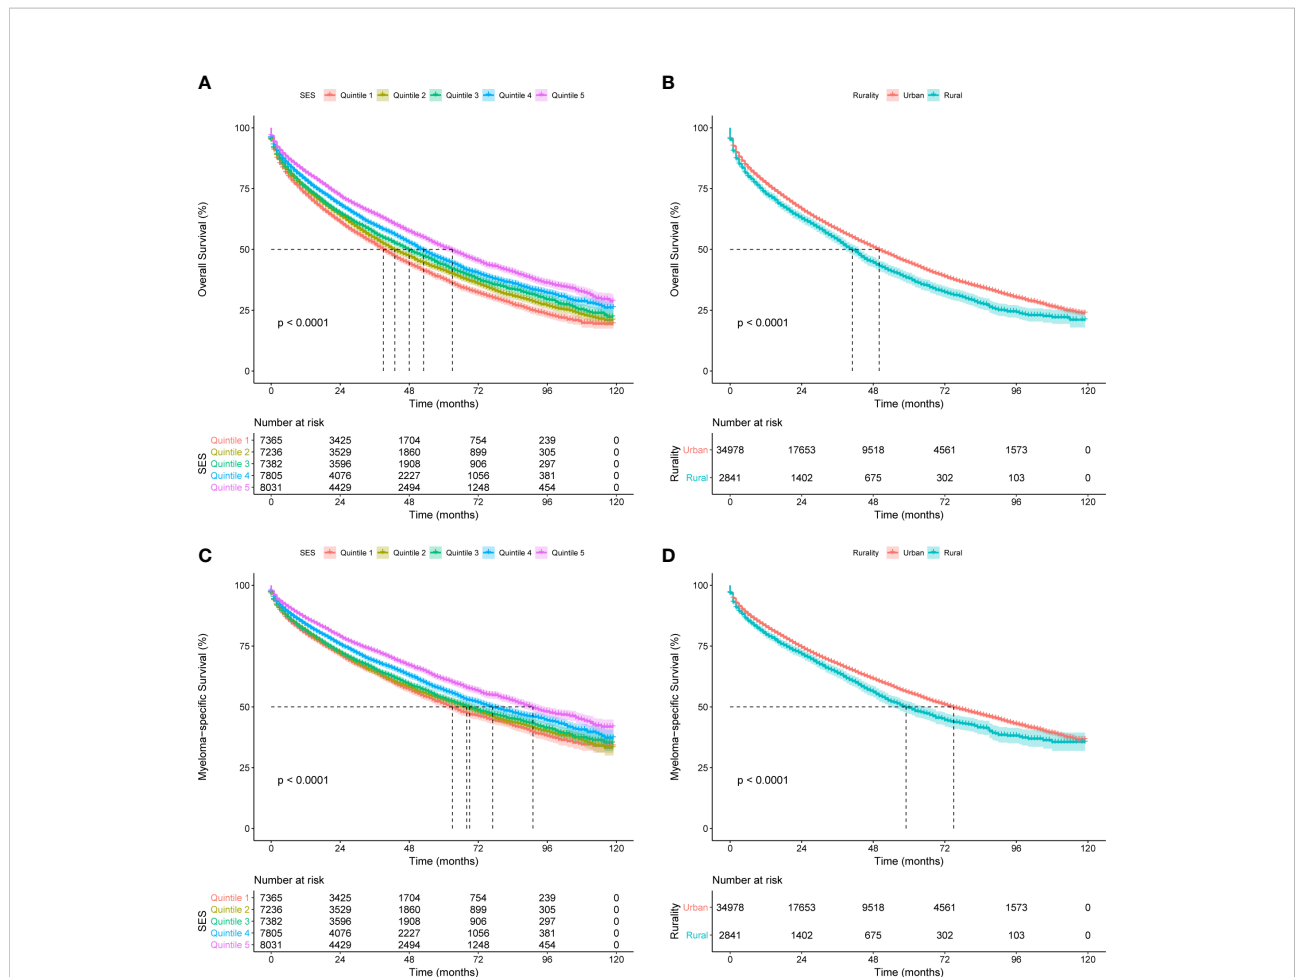 A
SES Quintile 1 Quintile 2 Quintile 3 Quintile 4 Quintile 5
100
75
50
25
0
Overall Survival (%)
p < 0.0001
0 24 48 72 96 120
Time (months)
Number at risk
SES
Quintile 1 7365 3425 1704 754 239 0
Quintile 2 7236 3529 1860 899 305 0
Quintile 3 7382 3596 1908 906 297 0
Quintile 4 7805 4076 2227 1056 381 0
Quintile 5 8031 4429 2494 1248 454 0
0 24 48 72 96 120
Time (months)
B
Rurality Urban Rural
100
75
50
25
0
Overall Survival (%)
p < 0.0001
0 24 48 72 96 120
Time (months)
Number at risk
Rurality
Urban 34978 17653 9518 4561 1573 0
Rural 2841 1402 675 302 103 0
0 24 48 72 96 120
Time (months)
C
SES Quintile 1 Quintile 2 Quintile 3 Quintile 4 Quintile 5
100
75
50
25
0
Myeloma-specific Survival (%)
p < 0.0001
0 24 48 72 96 120
Time (months)
Number at risk
SES
Quintile 1 7365 3425 1704 754 239 0
Quintile 2 7236 3529 1860 899 305 0
Quintile 3 7382 3596 1908 906 297 0
Quintile 4 7805 4076 2227 1056 381 0
Quintile 5 8031 4429 2494 1248 454 0
0 24 48 72 96 120
Time (months)
D
Rurality Urban Rural
100
75
50
25
0
Myeloma-specific Survival (%)
p < 0.0001
0 24 48 72 96 120
Time (months)
Number at risk
Rurality
Urban 34978 17653 9518 4561 1573 0
Rural 2841 1402 675 302 103 0
0 24 48 72 96 120
Time (months)